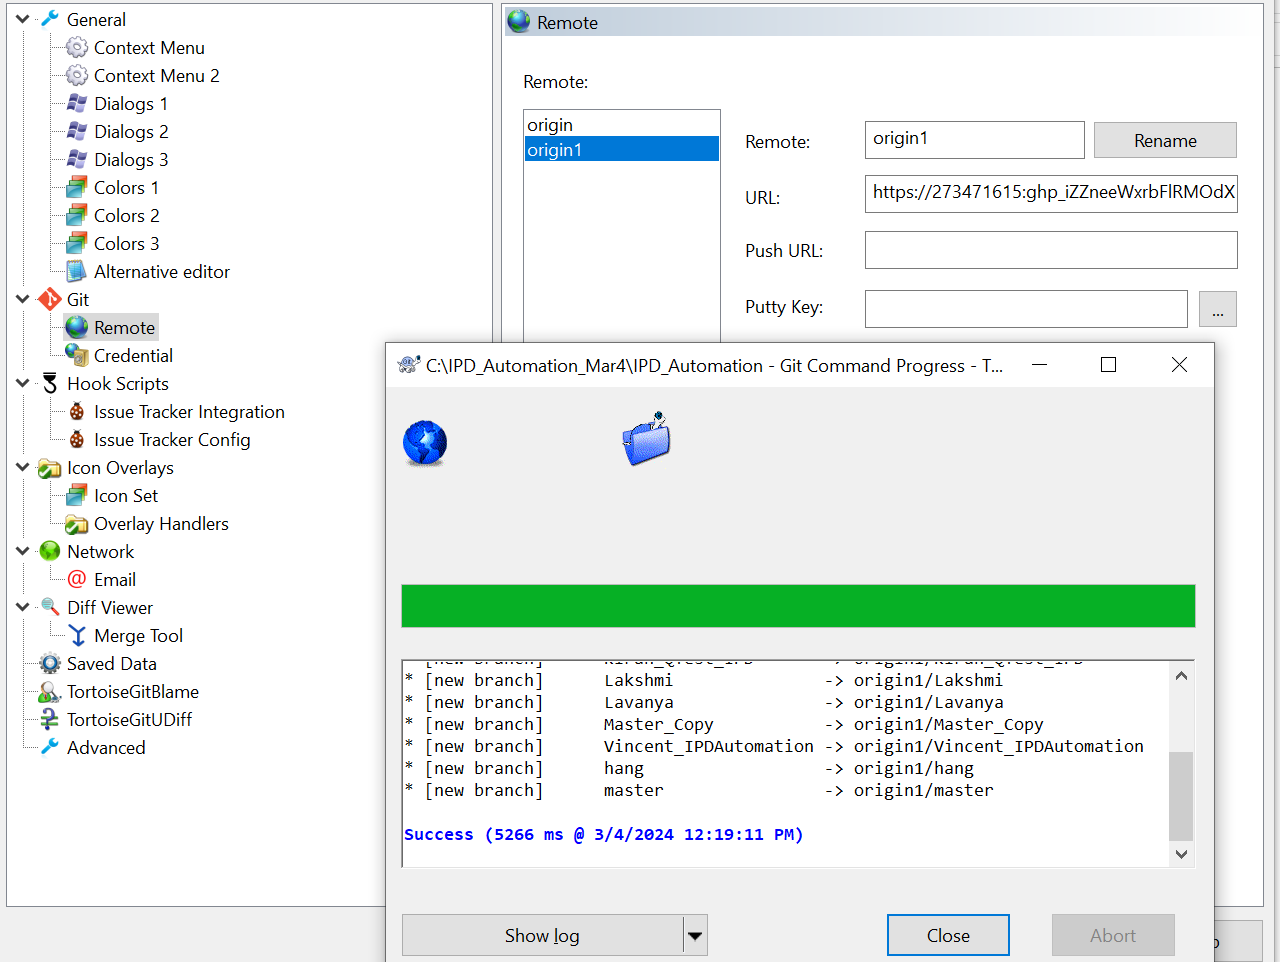 General
Context Menu
Context Menu 2
Dialogs 1
Dialogs 2
Dialogs 3
Colors 1
Colors 2
Colors 3
Alternative editor
Git
Remote
Credential
Hook Scripts
Issue Tracker Integration
Issue Tracker Config
Icon Overlays
Icon Set
Overlay Handlers
Network
Email
Diff Viewer
Merge Tool
Saved Data
TortoiseGitBlame
TortoiseGitUDiff
Advanced
Remote
Remote:
origin
origin1
Remote: origin1 Rename
URL: https://273471615:ghp_iZZneeWxrbFlRMOdX
Push URL:
Putty Key: ...
C:\IPD_Automation_Mar4\IPD_Automation - Git Command Progress - T...
* [new branch] Lakshmi -> origin1/Lakshmi
* [new branch] Lavanya -> origin1/Lavanya
* [new branch] Master_Copy -> origin1/Master_Copy
* [new branch] Vincent_IPDAutomation -> origin1/Vincent_IPDAutomation
* [new branch] hang -> origin1/hang
* [new branch] master -> origin1/master
Success (5266 ms @ 3/4/2024 12:19:11 PM)
Show log Close Abort